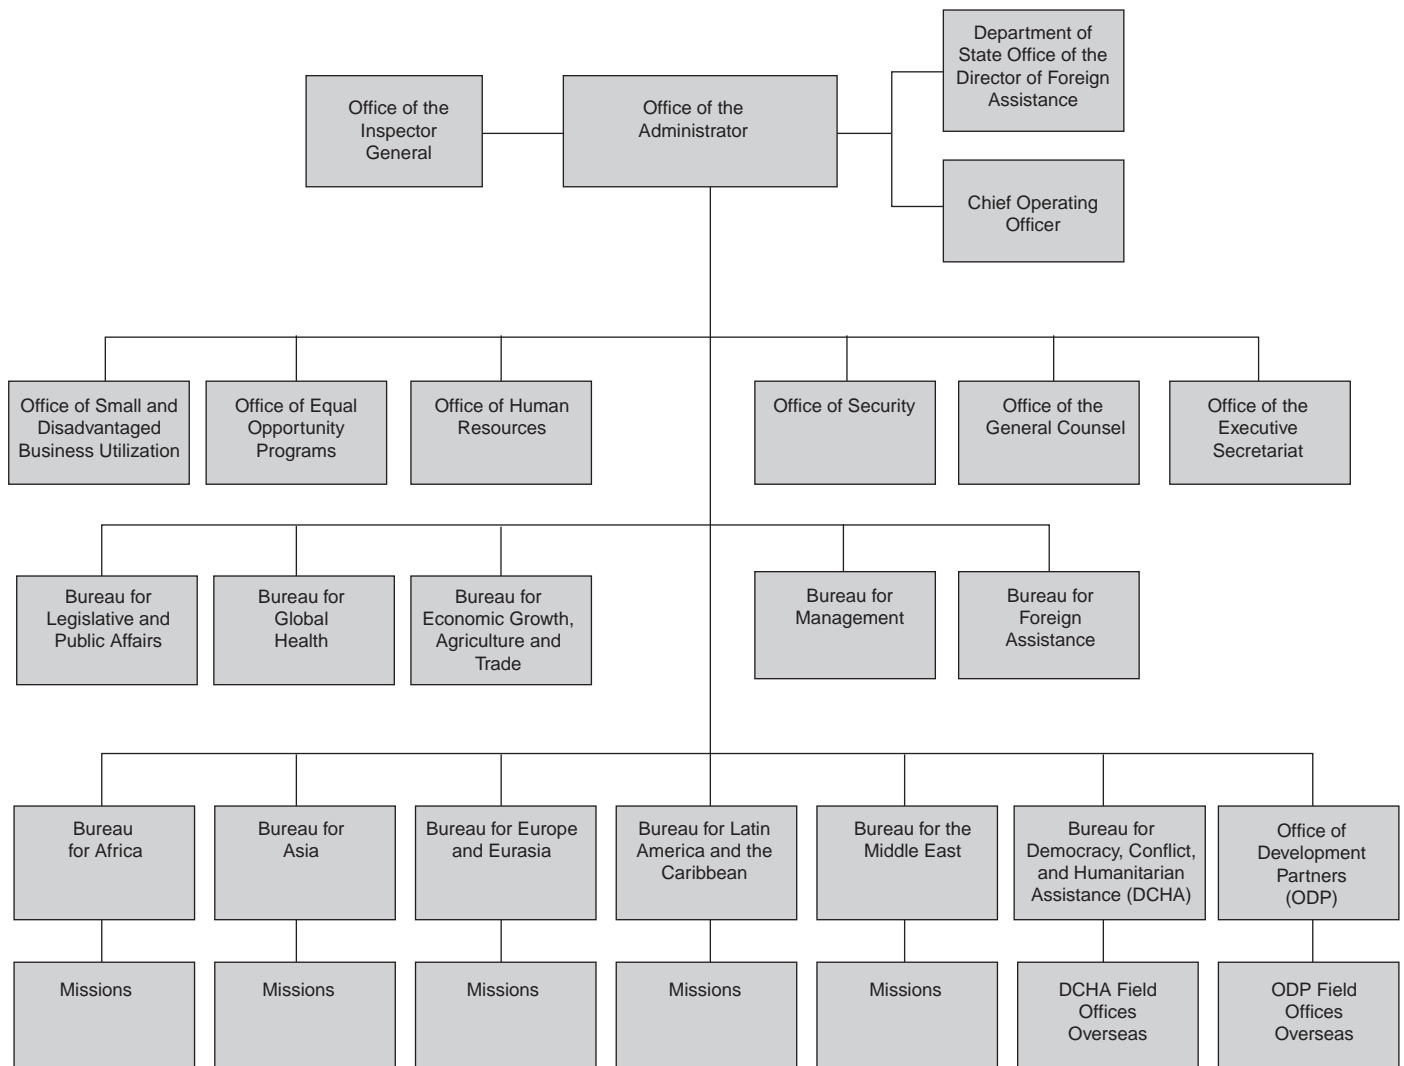 Department of
State Office of the
Director of Foreign
Assistance
Office of the
Inspector
General
Office of the
Administrator
Chief Operating
Officer
Office of Small and
Disadvantaged
Business Utilization
Office of Equal
Opportunity
Programs
Office of Human
Resources
Office of Security
Office of the
General Counsel
Office of the
Executive
Secretariat
Bureau for
Legislative and
Public Affairs
Bureau for
Global
Health
Bureau for
Economic Growth,
Agriculture and
Trade
Bureau for
Management
Bureau for
Foreign
Assistance
Bureau
for Africa
Bureau for
Asia
Bureau for Europe
and Eurasia
Bureau for Latin
America and the
Caribbean
Bureau for the
Middle East
Bureau for
Democracy, Conflict,
and Humanitarian
Assistance (DCHA)
Office of
Development
Partners
(ODP)
Missions
Missions
Missions
Missions
Missions
DCHA Field
Offices
Overseas
ODP Field
Offices
Overseas